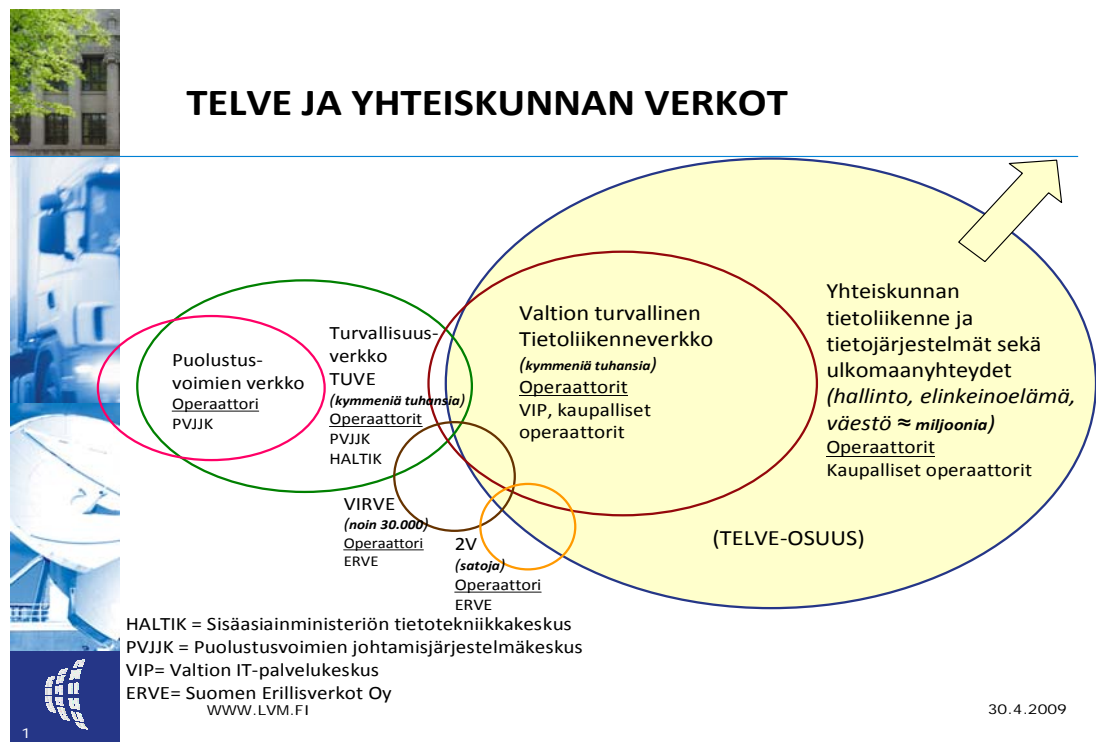 TELVE JA YHTEISKUNNAN VERKOT
Puolustus-
voimien verkko
Operaattori
PVJJK
Turvallisuus-
verkko
TUVE
(kymmeniä tuhansia)
Operaattorit
PVJJK
HALTIK
Valtion turvallinen
Tietoliikenneverkko
(kymmeniä tuhansia)
Operaattorit
VIP, kaupalliset
operaattorit
Yhteiskunnan
tietoliikenne ja
tietojärjestelmät sekä
ulkomaanyhteydet
(hallinto, elinkeinoelämä,
väestö ≈ miljoonia)
Operaattorit
Kaupalliset operaattorit
VIRVE
(noin 30.000)
Operaattori
ERVE
2V
(satoja)
Operaattori
ERVE
(TELVE-OSUUS)
HALTIK = Sisäasiainministeriön tietotekniikkakeskus
PVJJK = Puolustusvoimien johtamisjärjestelmäkeskus
VIP= Valtion IT-palvelukeskus
ERVE= Suomen Erillisverkot Oy
WWW.LVM.FI
30.4.2009
1